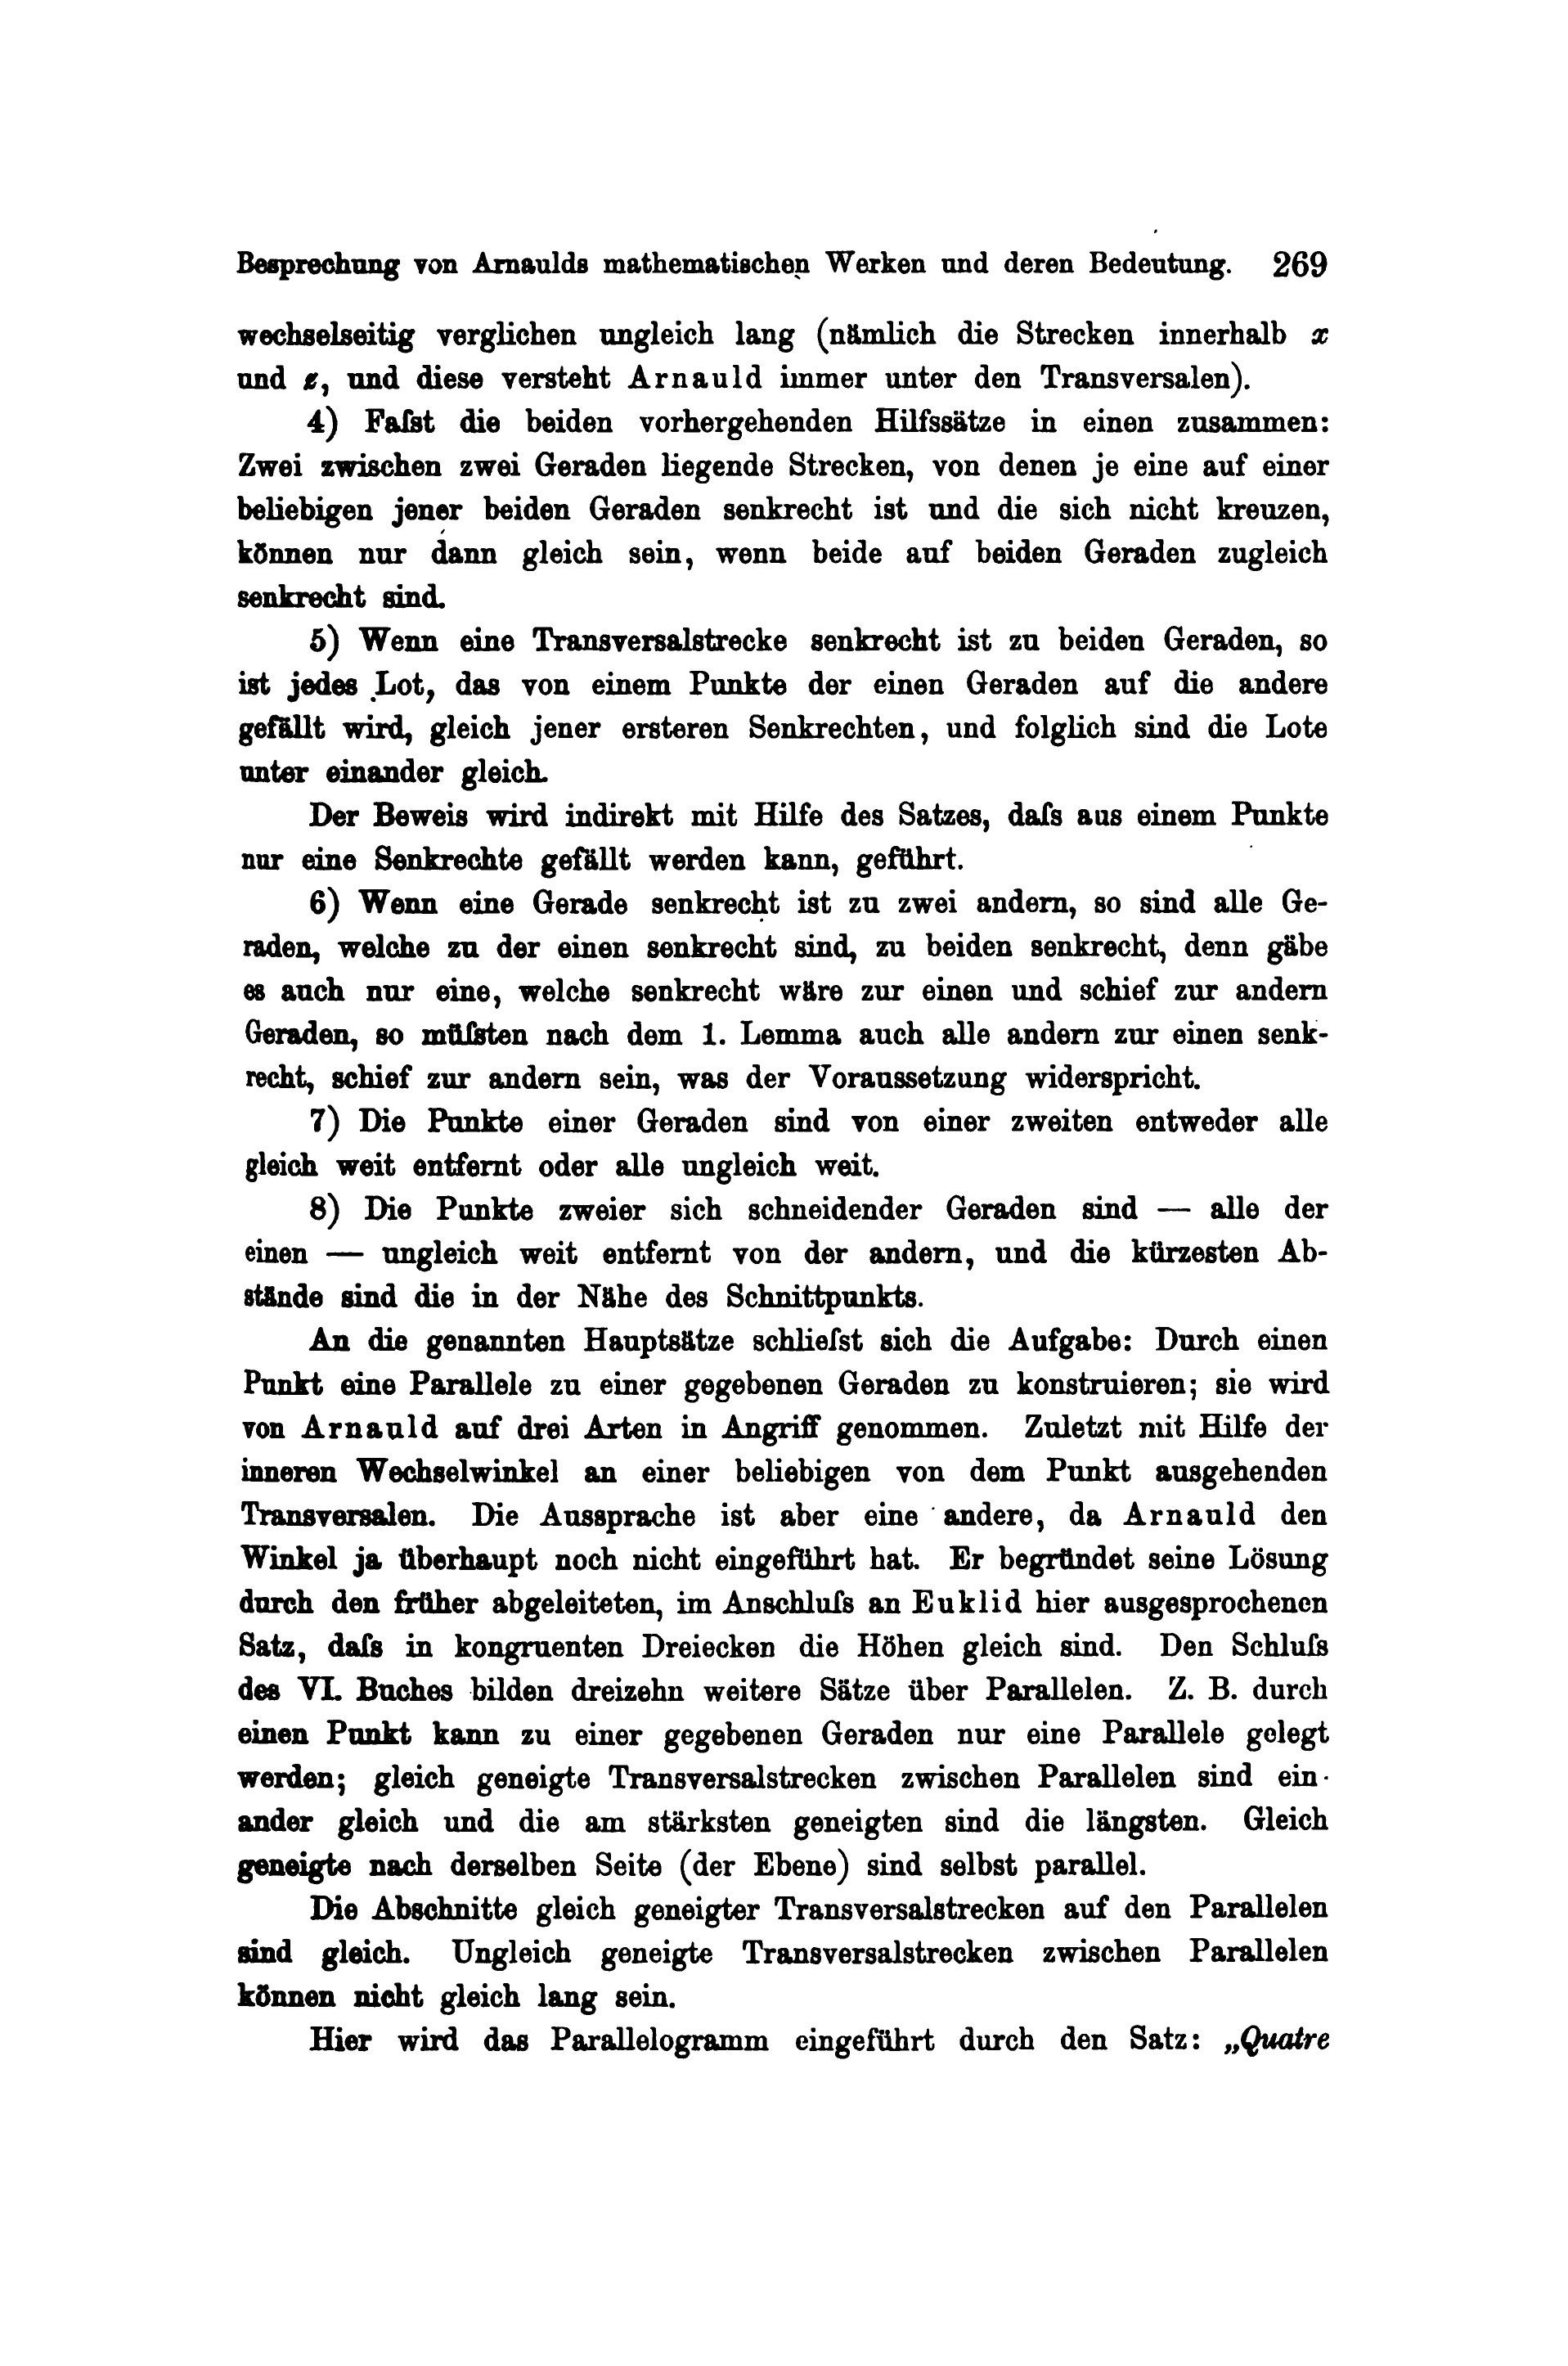 Besprechung von Arnaulds mathematischen Werken und deren Bedeutung. 269
wechselseitig verglichen ungleich lang (nämlich die Strecken innerhalb x
und z, und diese versteht Arnauld immer unter den Transversalen).
4) Faſst die beiden vorhergehenden Hilfssätze in einen zusammen:
Zwei zwischen zwei Geraden liegende Strecken, von denen je eine auf einer
beliebigen jener beiden Geraden senkrecht ist und die sich nicht kreuzen,
können nur dann gleich sein, wenn beide auf beiden Geraden zugleich
senkrecht sind.
5) Wenn eine Transversalstrecke senkrecht ist zu beiden Geraden, so
ist jedes Lot, das von einem Punkte der einen Geraden auf die andere
gefällt wird, gleich jener ersteren Senkrechten, und folglich sind die Lote
unter einander gleich.
Der Beweis wird indirekt mit Hilfe des Satzes, daſs aus einem Punkte
nur eine Senkrechte gefällt werden kann, geführt.
6) Wenn eine Gerade senkrecht ist zu zwei andern, so sind alle Ge-
raden, welche zu der einen senkrecht sind, zu beiden senkrecht, denn gäbe
es auch nur eine, welche senkrecht wäre zur einen und schief zur andern
Geraden, so müſsten nach dem 1. Lemma auch alle andern zur einen senk-
recht, schief zur andern sein, was der Voraussetzung widerspricht.
7) Die Punkte einer Geraden sind von einer zweiten entweder alle
gleich weit entfernt oder alle ungleich weit.
8) Die Punkte zweier sich schneidender Geraden sind — alle der
einen — ungleich weit entfernt von der andern, und die kürzesten Ab-
stände sind die in der Nähe des Schnittpunkts.
An die genannten Hauptsätze schlieſst sich die Aufgabe: Durch einen
Punkt eine Parallele zu einer gegebenen Geraden zu konstruieren; sie wird
von Arnauld auf drei Arten in Angriff genommen. Zuletzt mit Hilfe der
inneren Wechselwinkel an einer beliebigen von dem Punkt ausgehenden
Transversalen. Die Aussprache ist aber eine andere, da Arnauld den
Winkel ja überhaupt noch nicht eingeführt hat. Er begründet seine Lösung
durch den früher abgeleiteten, im Anschluſs an Euklid hier ausgesprochenen
Satz, daſs in kongruenten Dreiecken die Höhen gleich sind. Den Schluſs
des VI. Buches bilden dreizehn weitere Sätze über Parallelen. Z. B. durch
einen Punkt kann zu einer gegebenen Geraden nur eine Parallele gelegt
werden; gleich geneigte Transversalstrecken zwischen Parallelen sind ein-
ander gleich und die am stärksten geneigten sind die längsten. Gleich
geneigte nach derselben Seite (der Ebene) sind selbst parallel.
Die Abschnitte gleich geneigter Transversalstrecken auf den Parallelen
sind gleich. Ungleich geneigte Transversalstrecken zwischen Parallelen
können nicht gleich lang sein.
Hier wird das Parallelogramm eingeführt durch den Satz: „Quatre